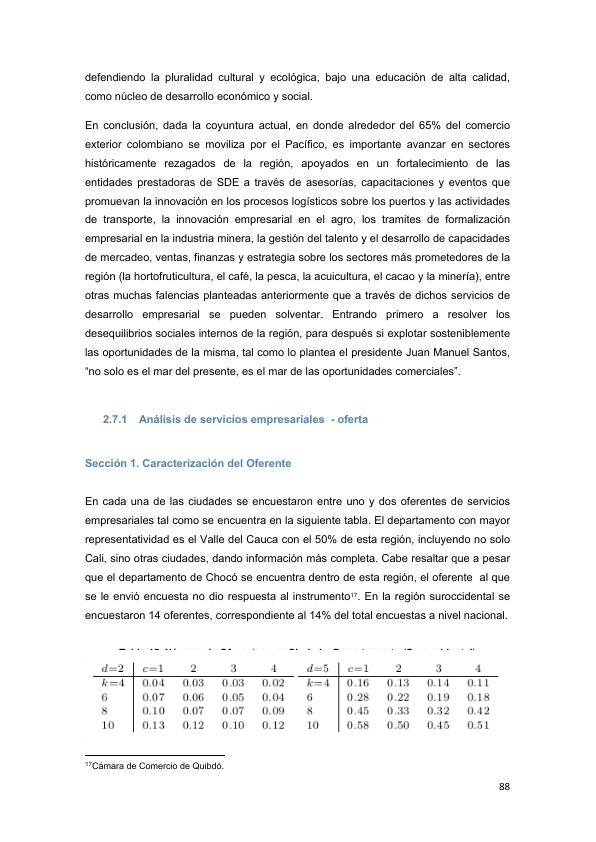 defendiendo la pluralidad cultural y ecológica, bajo una educación de alta calidad,
como núcleo de desarrollo económico y social.
En conclusión, dada la coyuntura actual, en donde alrededor del 65% del comercio
exterior colombiano se moviliza por el Pacífico, es importante avanzar en sectores
históricamente rezagados de la región, apoyados en un fortalecimiento de las
entidades prestadoras de SDE a través de asesorías, capacitaciones y eventos que
promuevan la innovación en los procesos logísticos sobre los puertos y las actividades
de transporte, la innovación empresarial en el agro, los tramites de formalización
empresarial en la industria minera, la gestión del talento y el desarrollo de capacidades
de mercadeo, ventas, finanzas y estrategia sobre los sectores más prometedores de la
región (la hortofruticultura, el café, la pesca, la acuicultura, el cacao y la minería), entre
otras muchas falencias planteadas anteriormente que a través de dichos servicios de
desarrollo empresarial se pueden solventar. Entrando primero a resolver los
desequilibrios sociales internos de la región, para después si explotar sosteniblemente
las oportunidades de la misma, tal como lo plantea el presidente Juan Manuel Santos,
“no solo es el mar del presente, es el mar de las oportunidades comerciales”.
2.7.1 Análisis de servicios empresariales - oferta
Sección 1. Caracterización del Oferente
En cada una de las ciudades se encuestaron entre uno y dos oferentes de servicios
empresariales tal como se encuentra en la siguiente tabla. El departamento con mayor
representatividad es el Valle del Cauca con el 50% de esta región, incluyendo no solo
Cali, sino otras ciudades, dando información más completa. Cabe resaltar que a pesar
que el departamento de Chocó se encuentra dentro de esta región, el oferente al que
se le envió encuesta no dio respuesta al instrumento17. En la región suroccidental se
encuestaron 14 oferentes, correspondiente al 14% del total encuestas a nivel nacional.
d=2 c=1 2 3 4 d=5 c=1 2 3 4
k=4 0.04 0.03 0.03 0.02 k=4 0.16 0.13 0.14 0.11
6 0.07 0.06 0.05 0.04 6 0.28 0.22 0.19 0.18
8 0.10 0.07 0.07 0.09 8 0.45 0.33 0.32 0.42
10 0.13 0.12 0.10 0.12 10 0.58 0.50 0.45 0.51
17Cámara de Comercio de Quibdó.
88